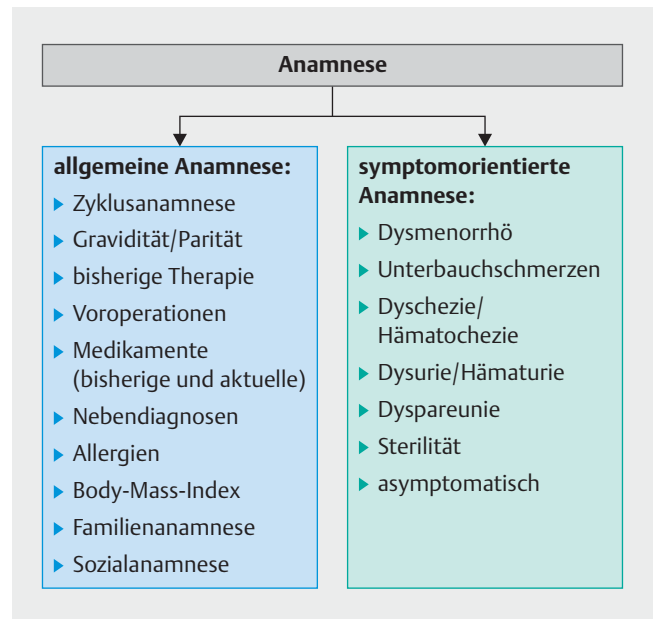 Anamnese
allgemeine Anamnese:
Zyklusanamnese
Gravidität/Parität
bisherige Therapie
Voroperationen
Medikamente
(bisherige und aktuelle)
Nebendiagnosen
Allergien
Body-Mass-Index
Familienanamnese
Sozialanamnese
symptomorientierte
Anamnese:
Dysmenorrhö
Unterbauchschmerzen
Dyschezie/
Hämatochezie
Dysurie/Hämaturie
Dyspareunie
Sterilität
asymptomatisch